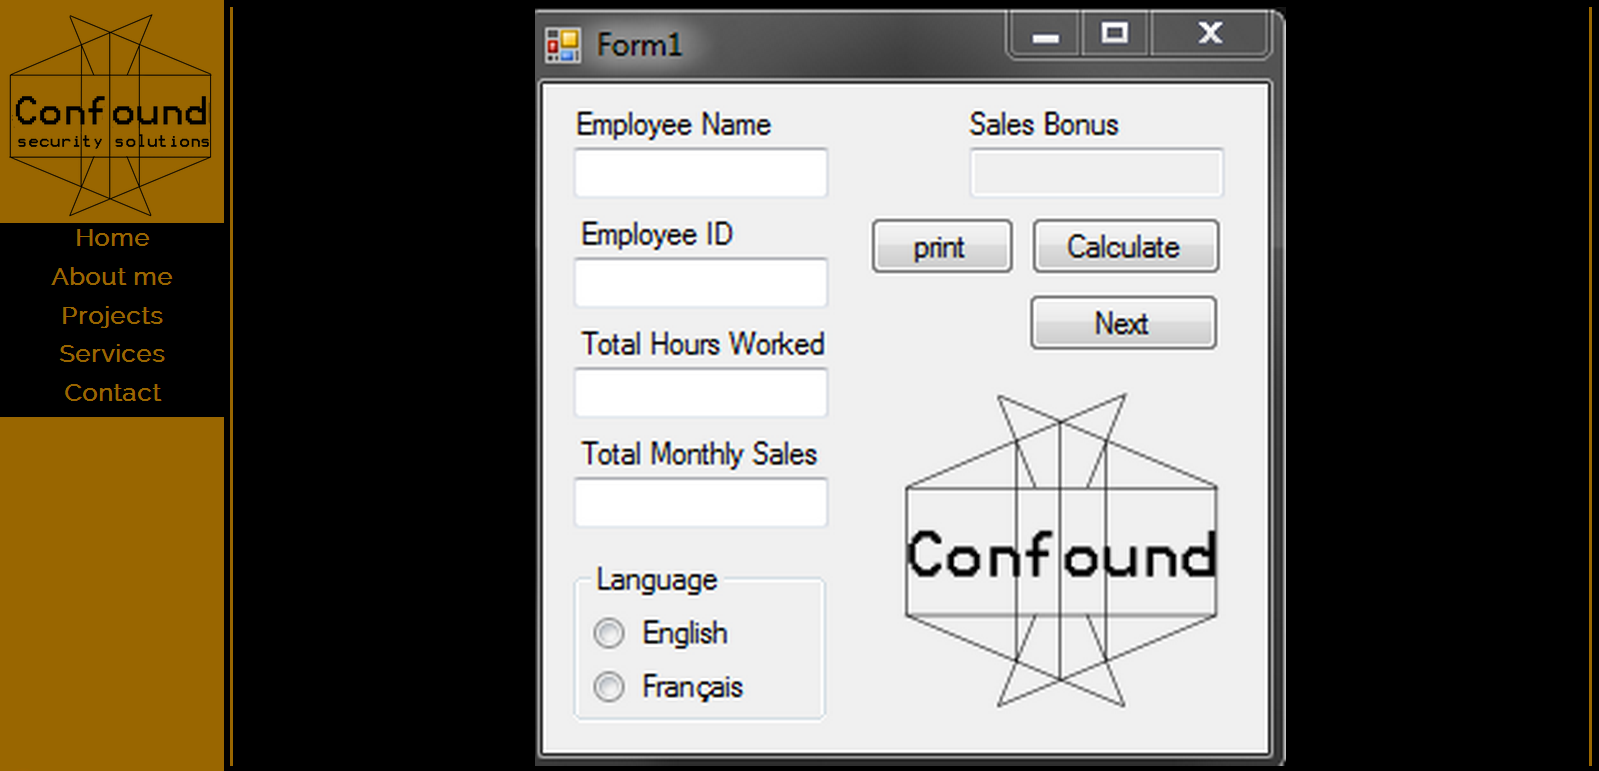 Confound
security solutions
Home
About me
Projects
Services
Contact
Form1
Employee Name
Sales Bonus
Employee ID
print
Calculate
Next
Total Hours Worked
Total Monthly Sales
Language
English
Français
Confound